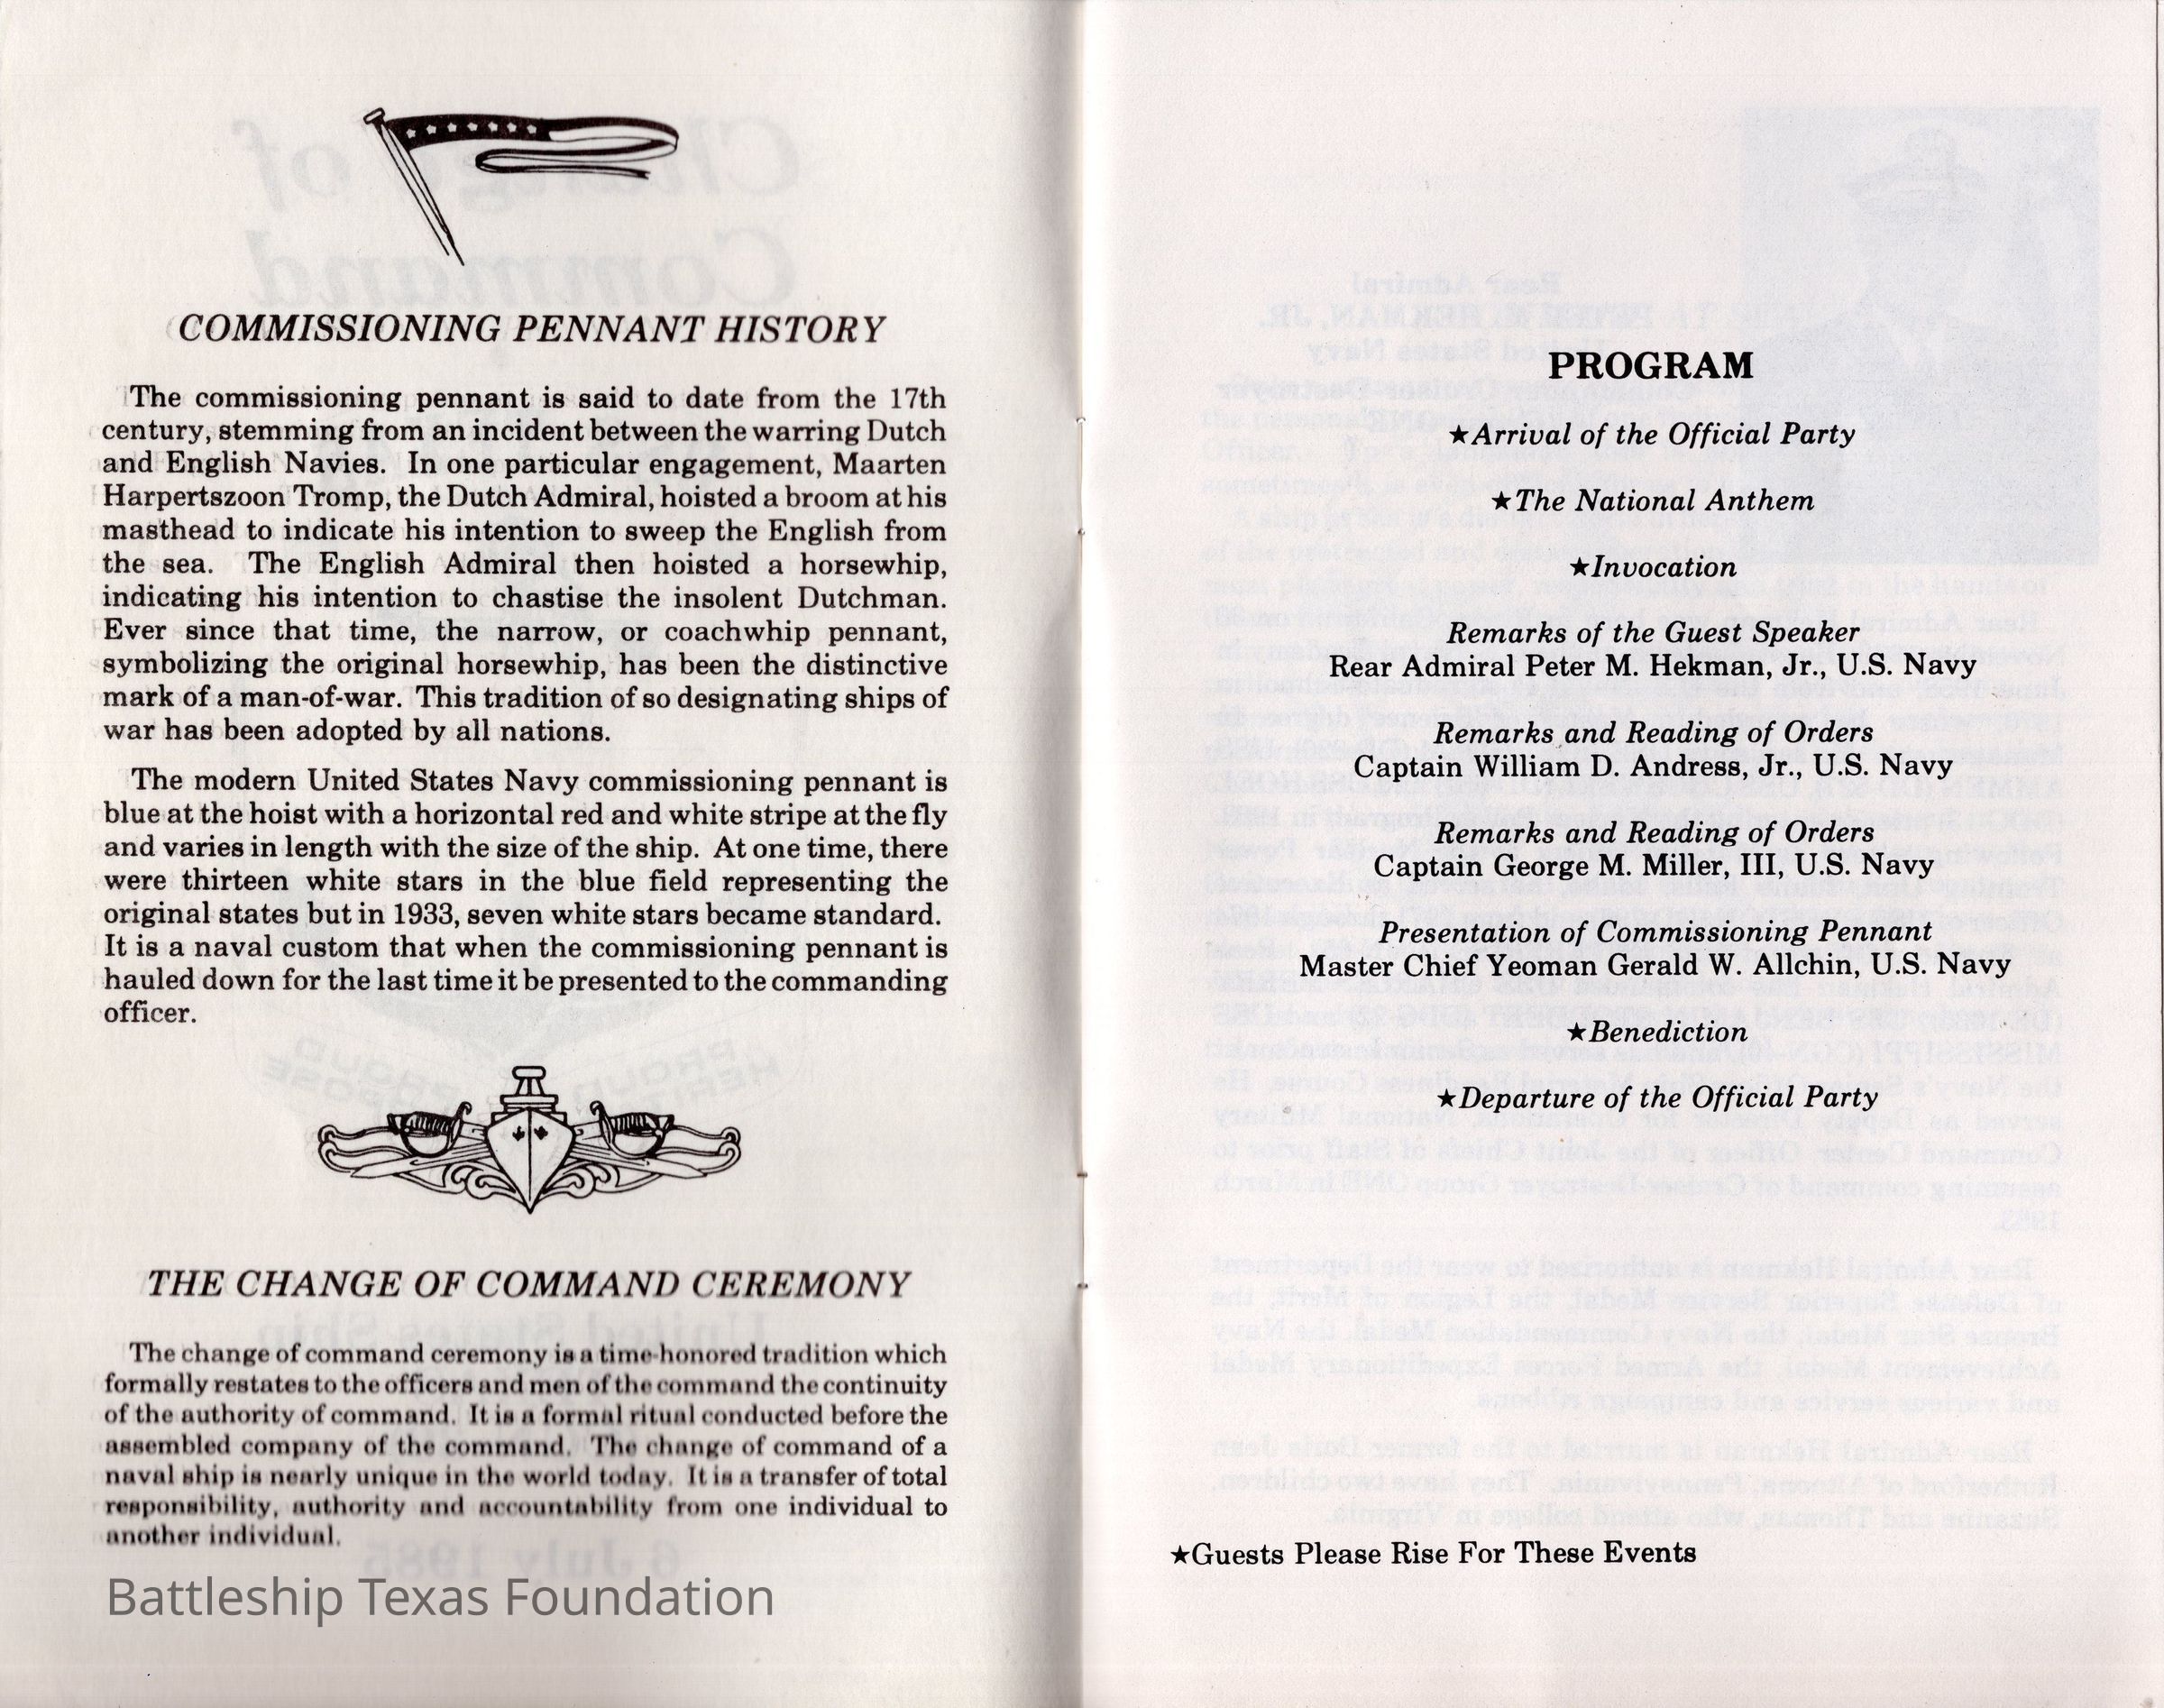 COMMISSIONING PENNANT HISTORY
The commissioning pennant is said to date from the 17th
century, stemming from an incident between the warring Dutch
and English Navies. In one particular engagement, Maarten
Harpertszoon Tromp, the Dutch Admiral, hoisted a broom at his
masthead to indicate his intention to sweep the English from
the sea. The English Admiral then hoisted a horsewhip,
indicating his intention to chastise the insolent Dutchman.
Ever since that time, the narrow, or coachwhip pennant,
symbolizing the original horsewhip, has been the distinctive
mark of a man-of-war. This tradition of so designating ships of
war has been adopted by all nations.
The modern United States Navy commissioning pennant is
blue at the hoist with a horizontal red and white stripe at the fly
and varies in length with the size of the ship. At one time, there
were thirteen white stars in the blue field representing the
original states but in 1933, seven white stars became standard.
It is a naval custom that when the commissioning pennant is
hauled down for the last time it be presented to the commanding
officer.
THE CHANGE OF COMMAND CEREMONY
The change of command ceremony is a time-honored tradition which
formally restates to the officers and men of the command the continuity
of the authority of command. It is a formal ritual conducted before the
assembled company of the command. The change of command of a
naval ship is nearly unique in the world today. It is a transfer of total
responsibility, authority and accountability from one individual to
another individual.
Battleship Texas Foundation
PROGRAM
★Arrival of the Official Party
★The National Anthem
★Invocation
Remarks of the Guest Speaker
Rear Admiral Peter M. Hekman, Jr., U.S. Navy
Remarks and Reading of Orders
Captain William D. Andress, Jr., U.S. Navy
Remarks and Reading of Orders
Captain George M. Miller, III, U.S. Navy
Presentation of Commissioning Pennant
Master Chief Yeoman Gerald W. Allchin, U.S. Navy
★Benediction
★Departure of the Official Party
★Guests Please Rise For These Events